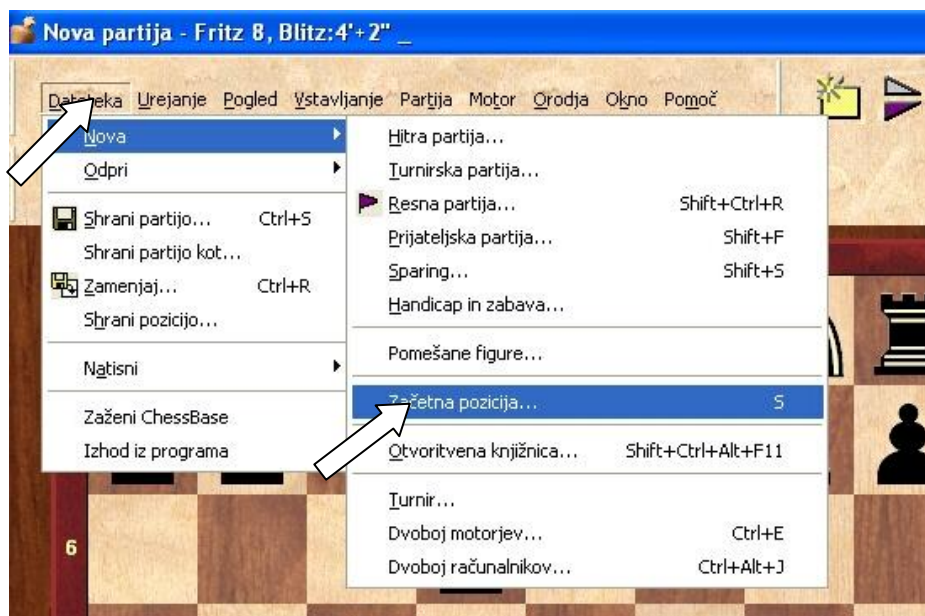 Nova partija - Fritz 8, Blitz:4'+2" _
Datoteka Urejanje Pogled Vstavljanje Partija Motor Orodja Okno Pomoč
Nova
Odpri
Shrani partijo... Ctrl+S
Shrani partijo kot...
Zamenjaj... Ctrl+R
Shrani pozicijo...
Natisni
Zaženi ChessBase
Izhod iz programa
Hitra partija...
Turnirska partija...
Resna partija... Shift+Ctrl+R
Prijateljska partija... Shift+F
Sparing... Shift+S
Handicap in zabava...
Pomešane figure...
Začetna pozicija... S
Otvoritvena knjižnica... Shift+Ctrl+Alt+F11
Turnir...
Dvoboj motorjev... Ctrl+E
Dvoboj računalnikov... Ctrl+Alt+J
6